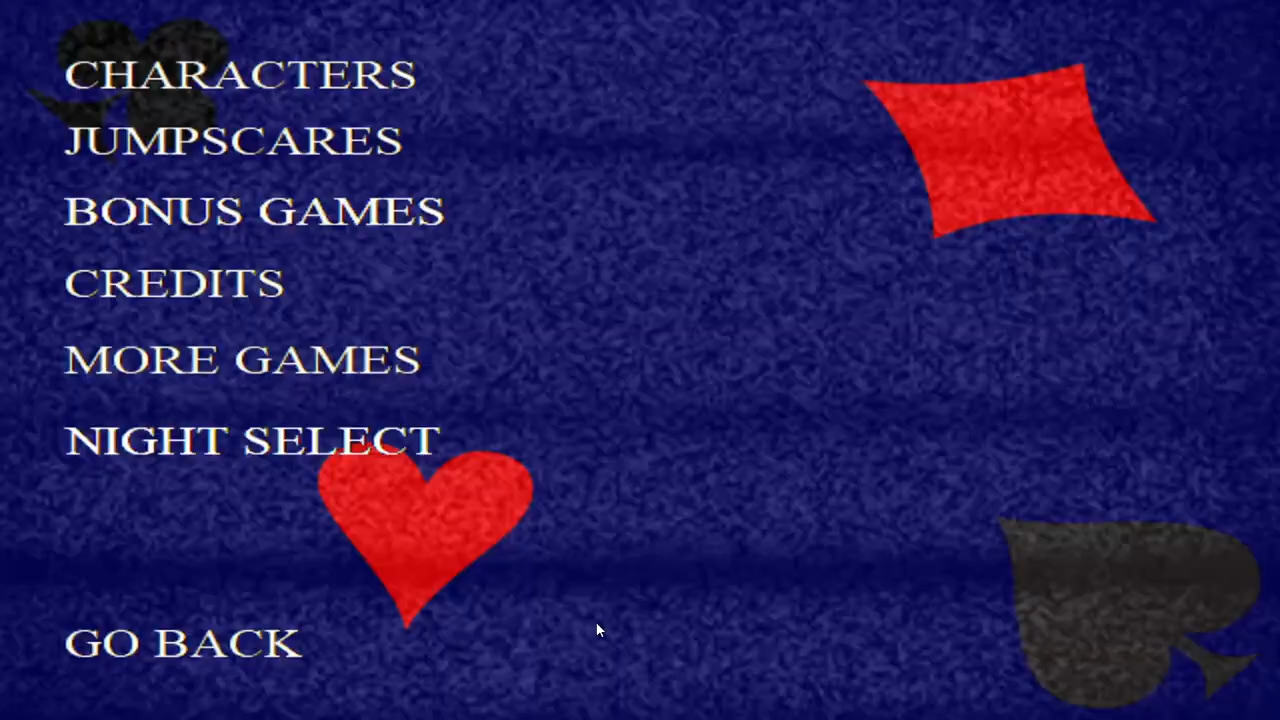 CHARACTERS
JUMPSCARES
BONUS GAMES
CREDITS
MORE GAMES
NIGHT SELECT
GO BACK